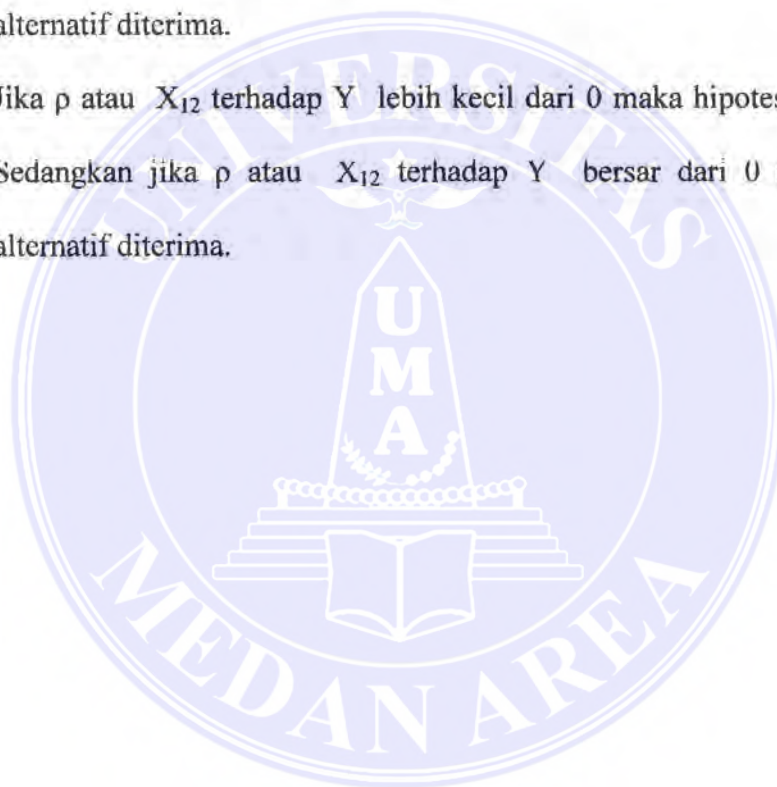 alternatif diterima.
Jika ρ atau X₁₂ terhadap Y lebih kecil dari 0 maka
Sedangkan jika ρ atau X₁₂ terhadap Y bersar dari 0
alternatif diterima.
UNIVERSITAS
UMA
MEDAN AREA